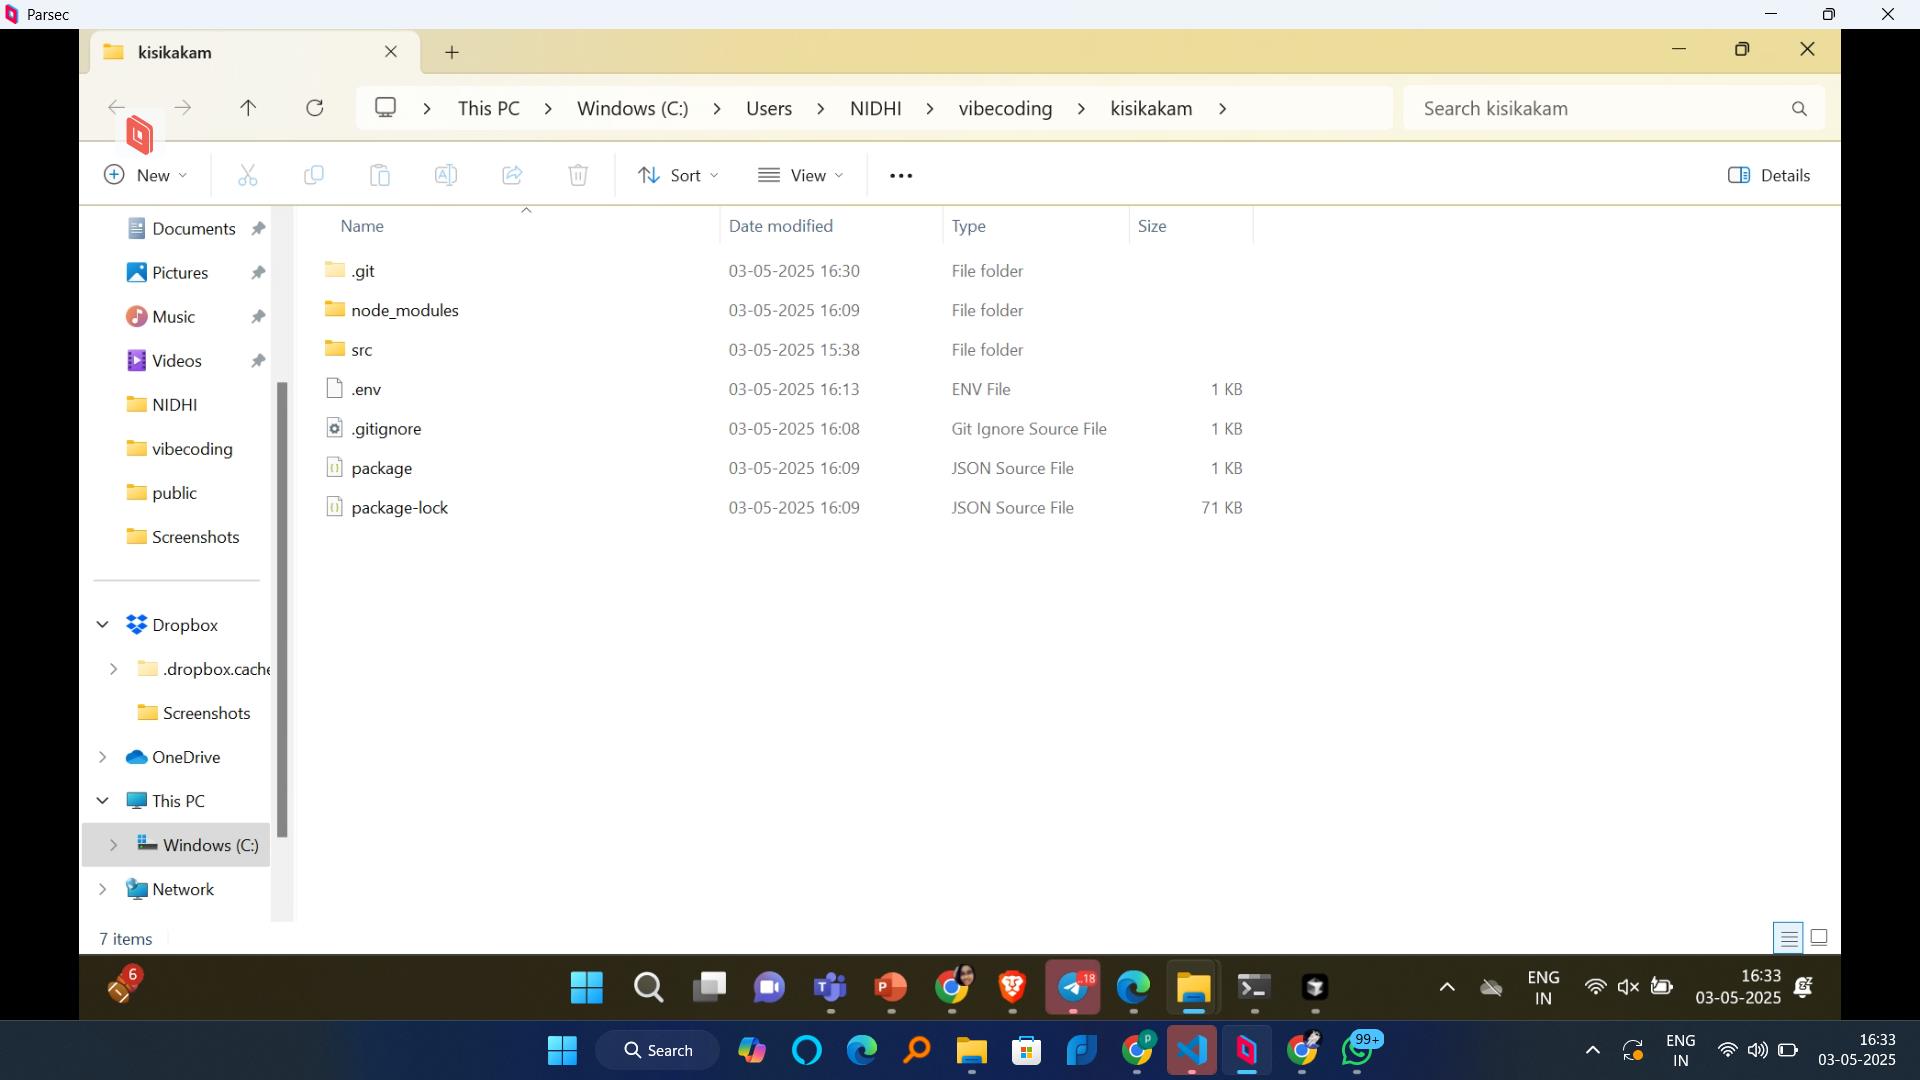 Parsec
kisikakam
This PC > Windows (C:) > Users > NIDHI > vibecoding > kisikakam >
Search kisikakam
New
Sort
View
Details
Name Date modified Type Size
.git 03-05-2025 16:30 File folder
node_modules 03-05-2025 16:09 File folder
src 03-05-2025 15:38 File folder
.env 03-05-2025 16:13 ENV File 1 KB
.gitignore 03-05-2025 16:08 Git Ignore Source File 1 KB
package 03-05-2025 16:09 JSON Source File 1 KB
package-lock 03-05-2025 16:09 JSON Source File 71 KB
Documents
Pictures
Music
Videos
NIDHI
vibecoding
public
Screenshots
Dropbox
.dropbox.cache
Screenshots
OneDrive
This PC
Windows (C:)
Network
7 items
6
18
ENG
IN
16:33
03-05-2025
Search
P
99+
ENG
IN
16:33
03-05-2025